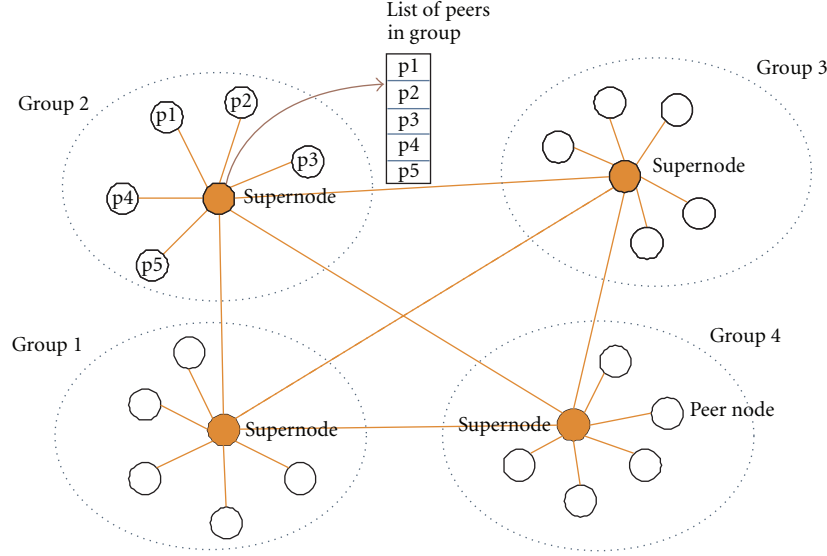 List of peers
in group
Group 2
p1
p2
p3
p4
p5
Supernode
p1
p2
p3
p4
p5
Group 3
Supernode
Group 1
Supernode
Group 4
Peer node
Supernode